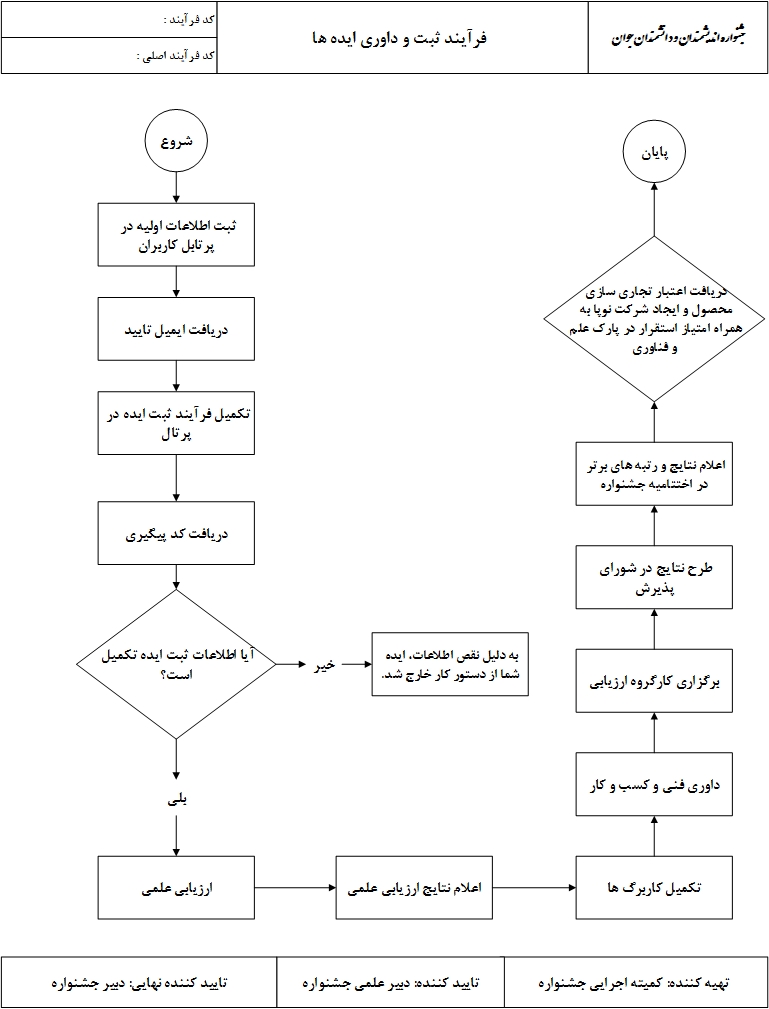 جشنواره اندیشمندان و دانشمندان جوان
فرآیند ثبت و داوری ایده ها
کد فرآیند :
کد فرآیند اصلی :
شروع
ثبت اطلاعات اولیه در
پرتابل کاربران
دریافت ایمیل تایید
تکمیل فرآیند ثبت ایده در
پرتال
دریافت کد پیگیری
آیا اطلاعات ثبت ایده تکمیل
است؟
خیر
به دلیل نقص اطلاعات، ایده
شما از دستور کار خارج شد.
بلی
ارزیابی علمی
اعلام نتایج ارزیابی علمی
تکمیل کاربرگ ها
داوری فنی و کسب و کار
برگزاری کارگروه ارزیابی
طرح نتایج در شورای
پذیرش
اعلام نتایج و رتبه های برتر
در اختتامیه جشنواره
دریافت اعتبار تجاری سازی
محصول و ایجاد شرکت نوپا به
همراه امتیاز استقرار در پارک علم
و فناوری
پایان
تهیه کننده: کمیته اجرایی جشنواره
تایید کننده: دبیر علمی جشنواره
تایید کننده نهایی: دبیر جشنواره